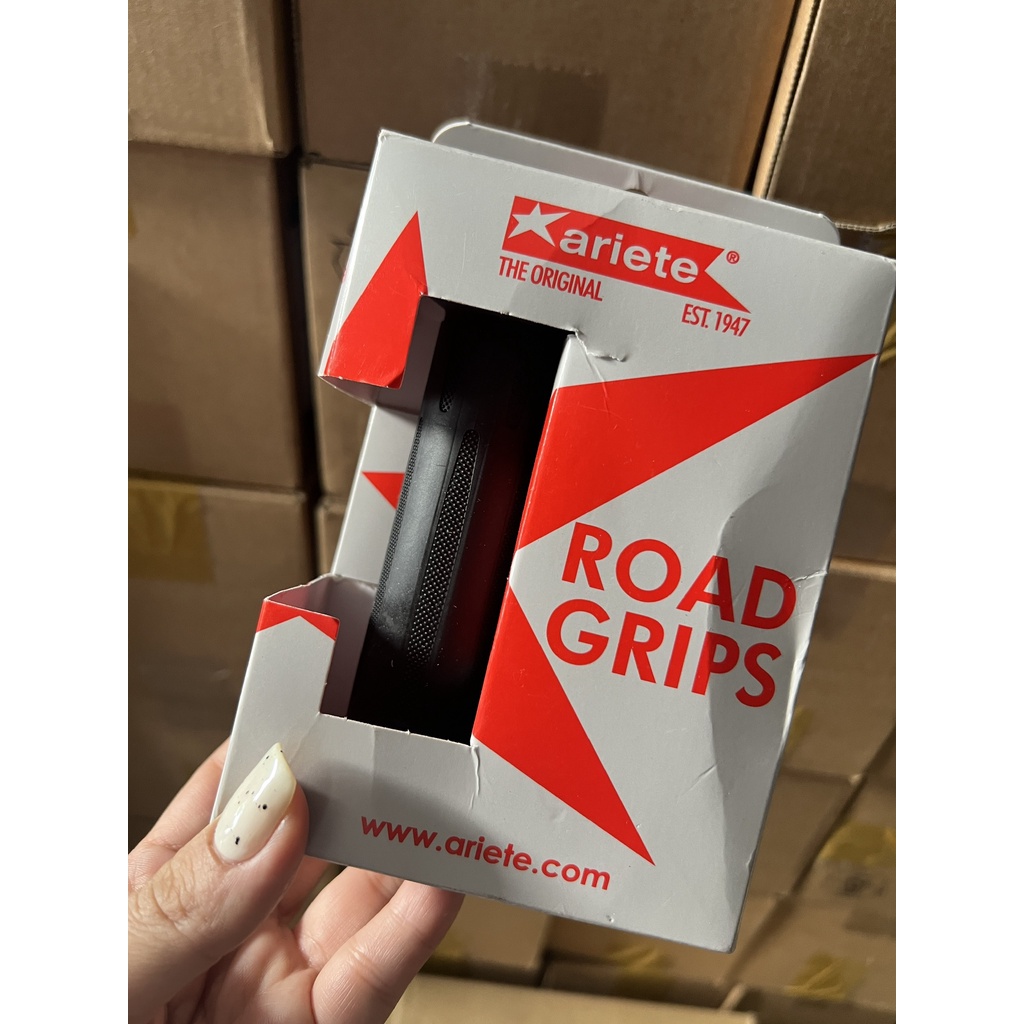 ariete®
THE ORIGINAL
EST. 1947
ROAD
GRIPS
www.ariete.com